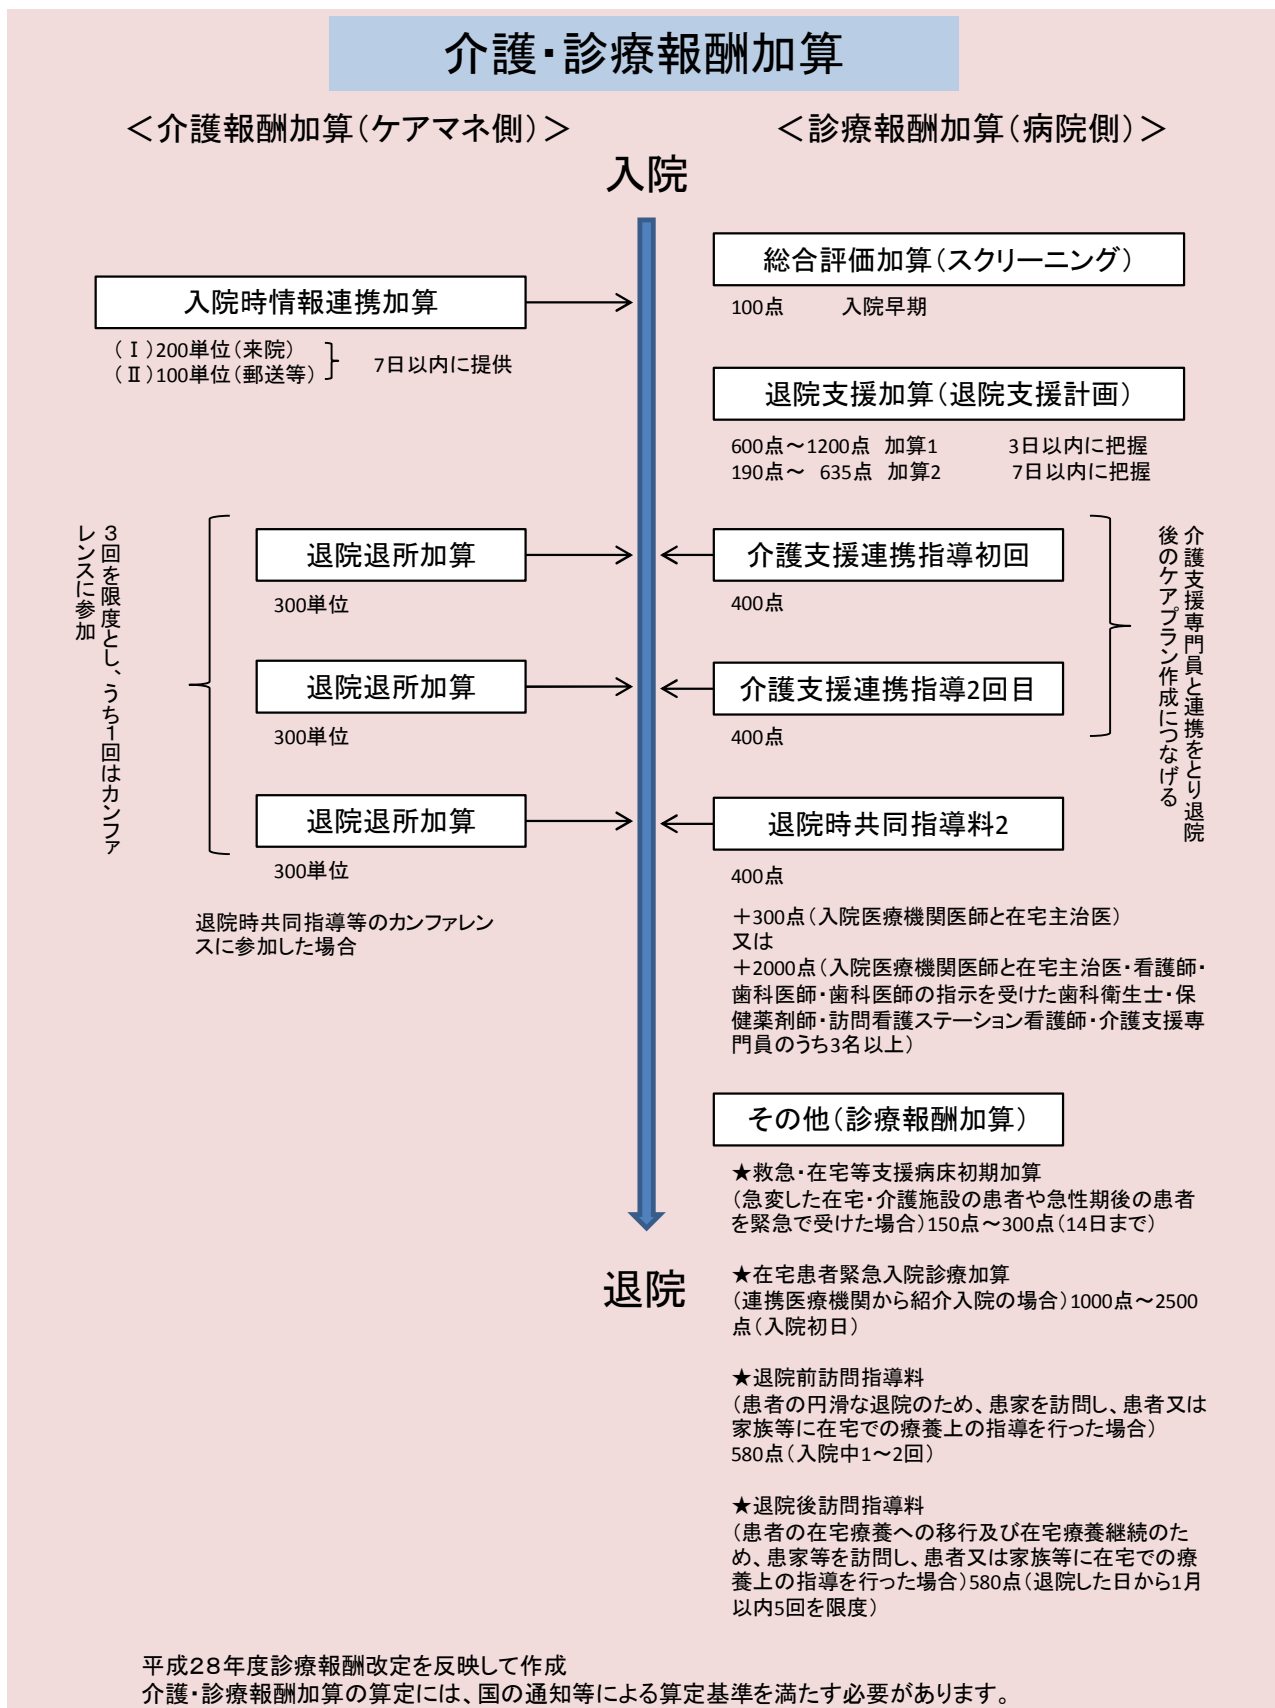 介護・診療報酬加算
＜介護報酬加算（ケアマネ側）＞
＜診療報酬加算（病院側）＞
入院
入院時情報連携加算
（Ⅰ）200単位（来院）
（Ⅱ）100単位（郵送等）
7日以内に提供
総合評価加算（スクリーニング）
100点　　入院早期
退院支援加算（退院支援計画）
600点～1200点 加算1　　3日以内に把握
190点～ 635点 加算2　　7日以内に把握
3回を限度とし、うち1回はカンファ
レンスに参加
退院退所加算
300単位
退院退所加算
300単位
退院退所加算
300単位
退院時共同指導等のカンファレン
スに参加した場合
介護支援連携指導初回
400点
介護支援連携指導2回目
400点
介護支援専門員と連携をとり退院
後のケアプラン作成につなげる
退院時共同指導料2
400点
＋300点（入院医療機関医師と在宅主治医）
又は
＋2000点（入院医療機関医師と在宅主治医・看護師・
歯科医師・歯科医師の指示を受けた歯科衛生士・保
健薬剤師・訪問看護ステーション看護師・介護支援専
門員のうち3名以上）
その他（診療報酬加算）
★救急・在宅等支援病床初期加算
（急変した在宅・介護施設の患者や急性期後の患者
を緊急で受けた場合）150点～300点（14日まで）
★在宅患者緊急入院診療加算
（連携医療機関から紹介入院の場合）1000点～2500
点（入院初日）
★退院前訪問指導料
（患者の円滑な退院のため、患家を訪問し、患者又は
家族等に在宅での療養上の指導を行った場合）
580点（入院中1～2回）
★退院後訪問指導料
（患者の在宅療養への移行及び在宅療養継続のた
め、患家等を訪問し、患者又は家族等に在宅での療
養上の指導を行った場合）580点（退院した日から1月
以内5回を限度）
退院
平成28年度診療報酬改定を反映して作成
介護・診療報酬加算の算定には、国の通知等による算定基準を満たす必要があります。